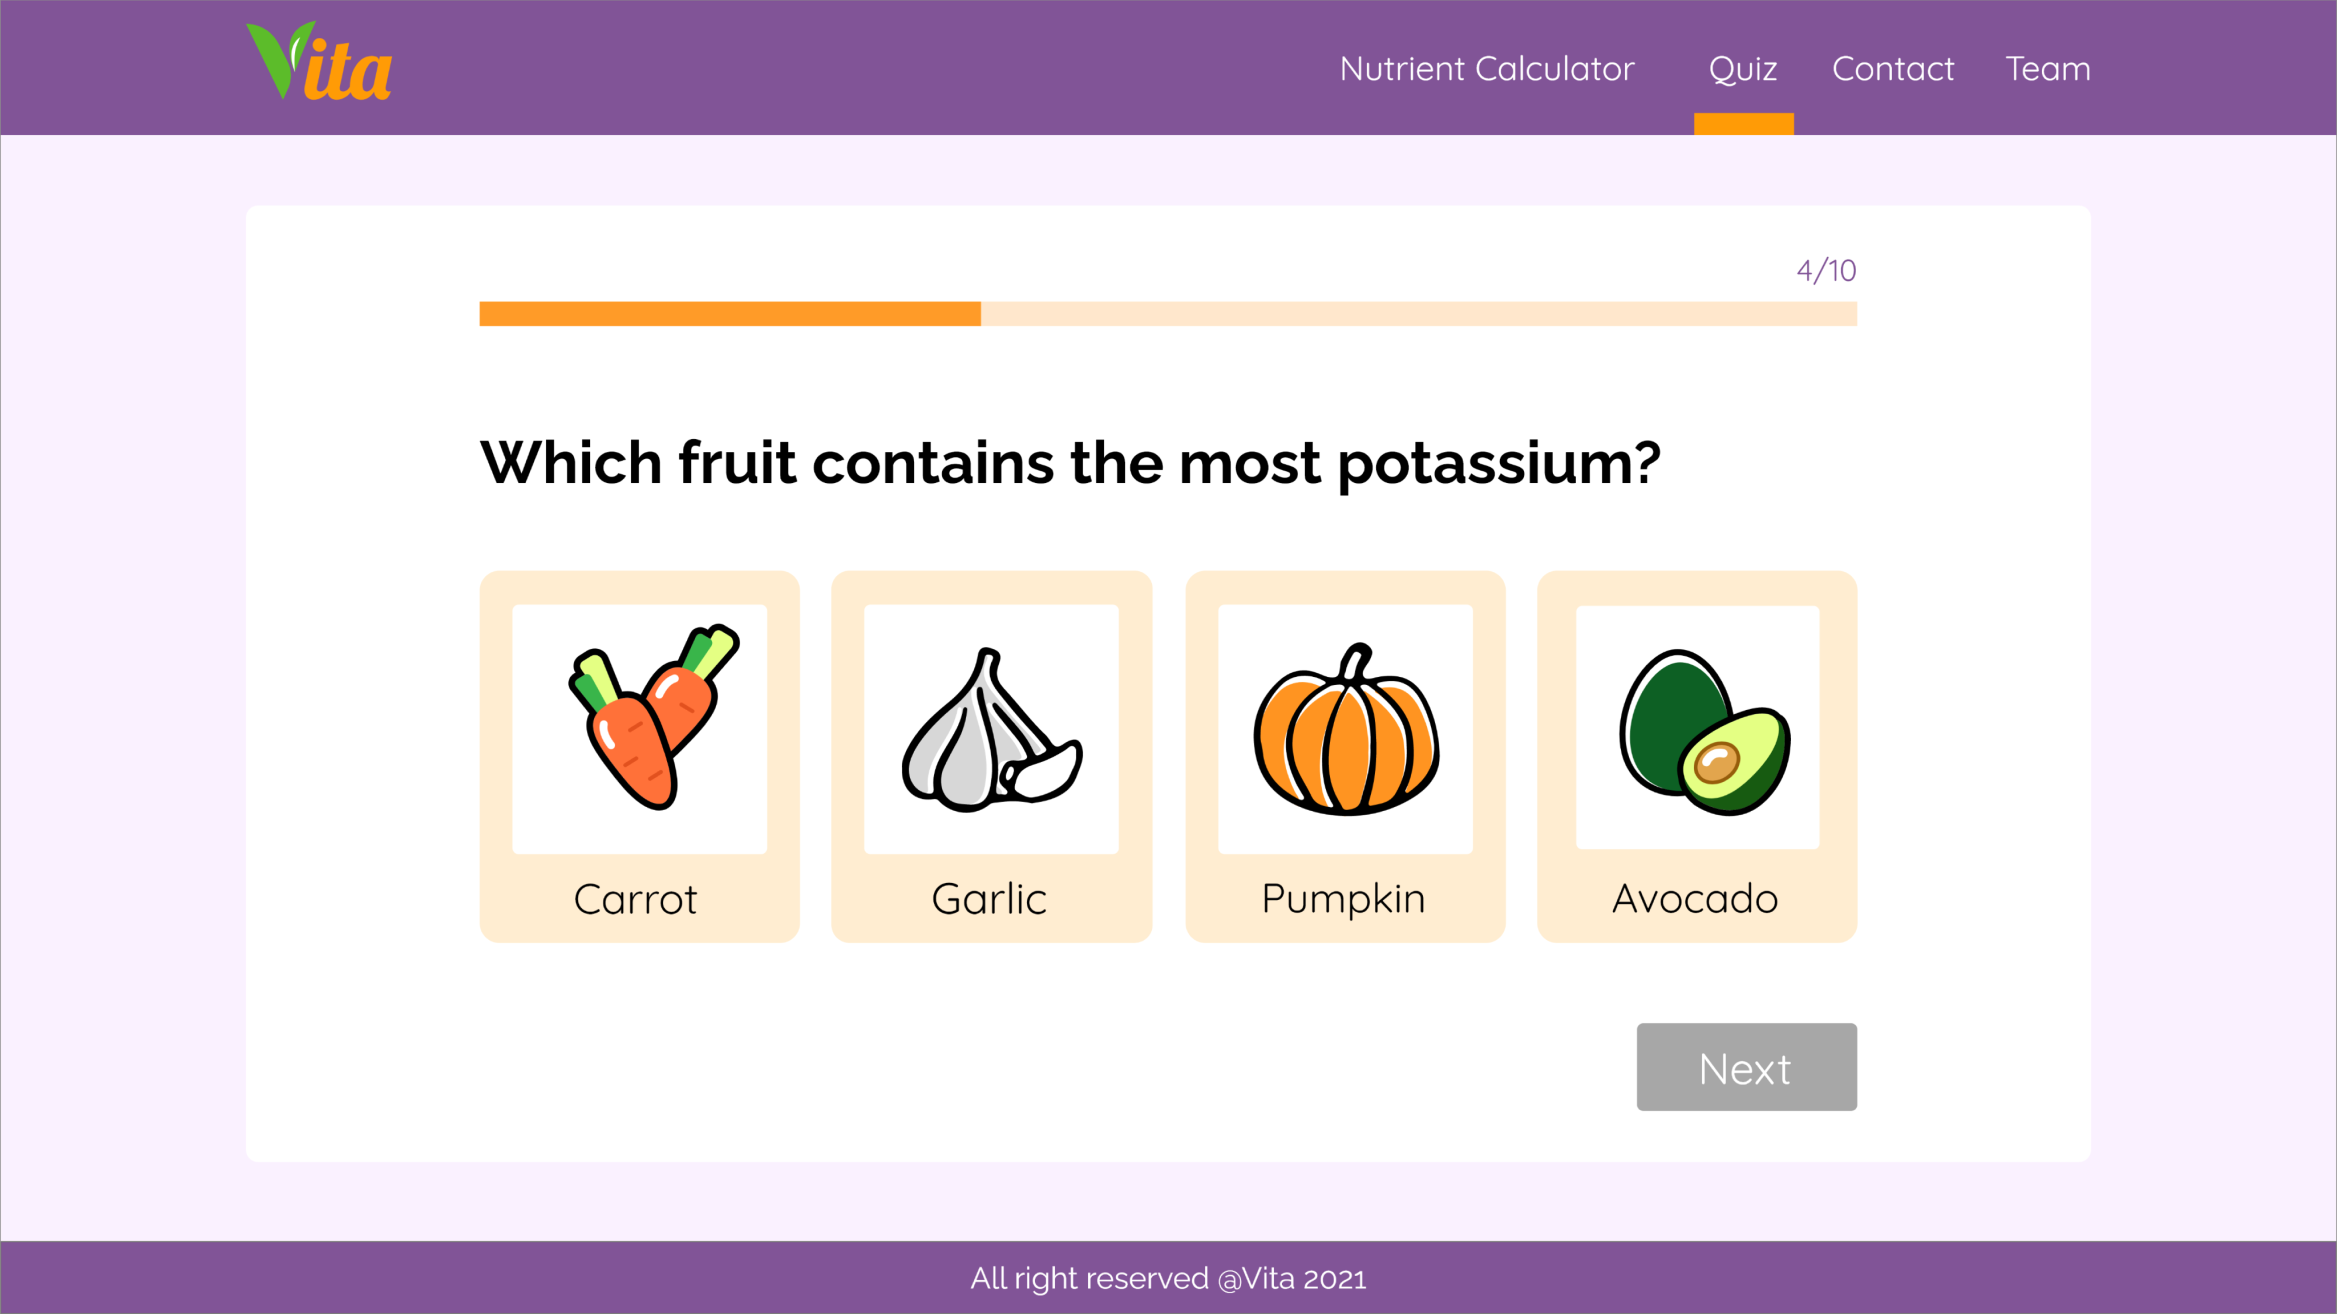 Vita
Nutrient Calculator Quiz Contact Team
4/10
Which fruit contains the most potassium?
Carrot Garlic Pumpkin Avocado
Next
All right reserved @Vita 2021